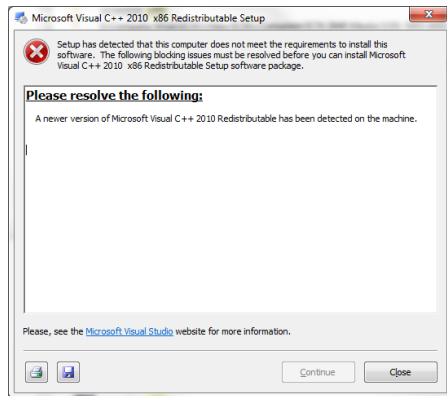 Microsoft Visual C++ 2010  x86 Redistributable Setup
Setup has detected that this computer does not meet the requirements to install this
software.  The following blocking issues must be resolved before you can install Microsoft
Visual C++ 2010  x86 Redistributable Setup software package.
Please resolve the following:
A newer version of Microsoft Visual C++ 2010 Redistributable has been detected on the machine.
Please, see the Microsoft Visual Studio website for more information.
Continue
Close